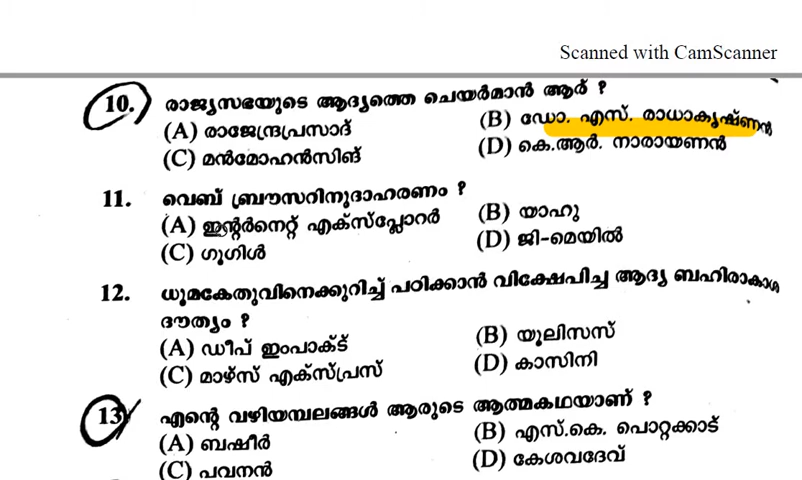 Scanned with CamScanner
10. രാജ്യസഭയുടെ ആദ്യത്തെ ചെയർമാൻ ആര് ?
(A) രാജേന്ദ്രപ്രസാദ് (B) ഡോ. എസ്. രാധാകൃഷ്ണൻ
(C) മൻമോഹൻസിങ് (D) കെ.ആർ. നാരായണൻ
11. വെബ് ബ്രൗസറിനുദാഹരണം ?
(A) ഇന്റർനെറ്റ് എക്സ്പ്ലോറർ (B) യാഹു
(C) ഗൂഗിൾ (D) ജി-മെയിൽ
12. ധൂമകേതുവിനെക്കുറിച്ച് പഠിക്കാൻ വിക്ഷേപിച്ച ആദ്യ ബഹിരാകാശ
ദൗത്യം ?
(A) ഡീപ് ഇംപാക്ട് (B) യൂലിസസ്
(C) മാഴ്സ് എക്സ്പ്രസ് (D) കാസിനി
13 എന്റെ വഴിയമ്പലങ്ങൾ ആരുടെ ആത്മകഥയാണ് ?
(A) ബഷീർ (B) എസ്.കെ. പൊറ്റക്കാട്
(C) പവനൻ (D) കേശവദേവ്